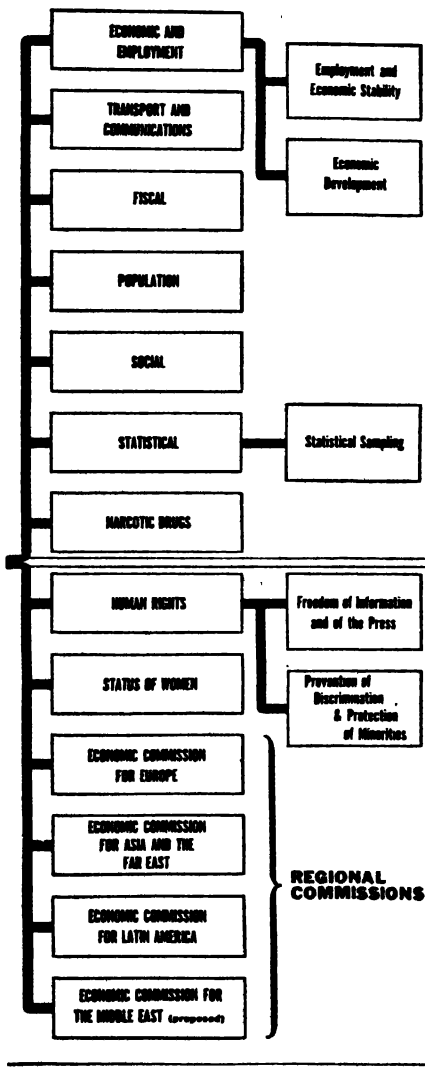 ECONOMIC AND
EMPLOYMENT
Employment and
Economic Stability
TRANSPORT AND
COMMUNICATIONS
Economic
Development
FISCAL
POPULATION
SOCIAL
STATISTICAL
Statistical Sampling
NARCOTIC DRUGS
HUMAN RIGHTS
Freedom of Information
and of the Press
STATUS OF WOMEN
Prevention of
Discrimination
& Protection
of Minorities
ECONOMIC COMMISSION
FOR EUROPE
ECONOMIC COMMISSION
FOR ASIA AND THE
FAR EAST
REGIONAL
COMMISSIONS
ECONOMIC COMMISSION
FOR LATIN AMERICA
ECONOMIC COMMISSION FOR
THE MIDDLE EAST (proposed)